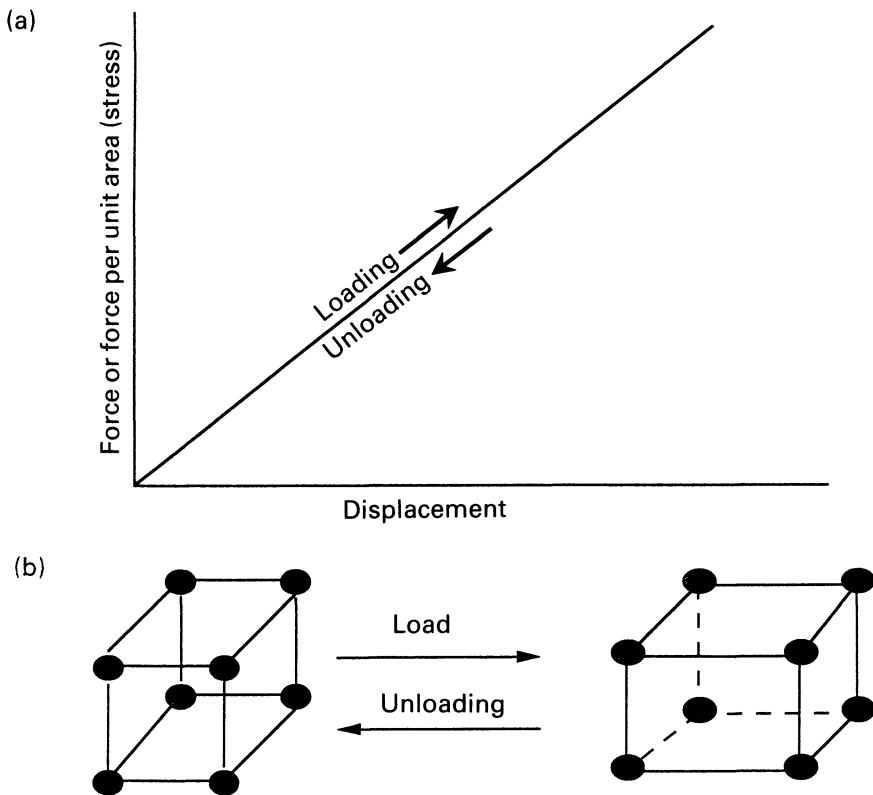 (a)
Force or force per unit area (stress)
Loading
Unloading
Displacement
(b)
Load
Unloading